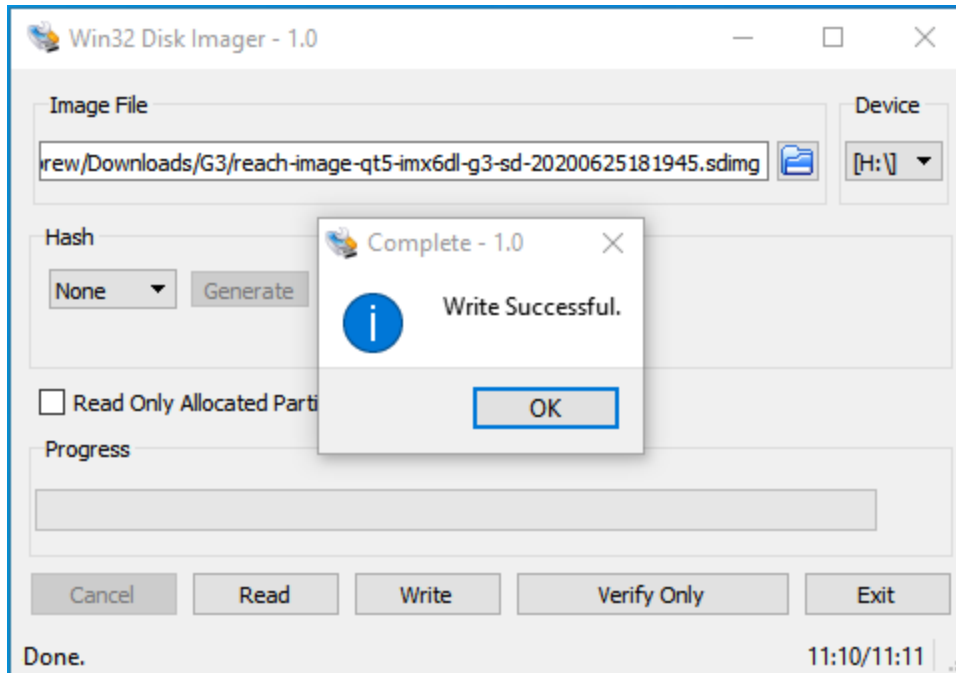 Win32 Disk Imager - 1.0
Image File
Device
rew/Downloads/G3/reach-image-qt5-imx6dl-g3-sd-20200625181945.sdimg
[H:\]
Hash
Complete - 1.0
None
Generate
Write Successful.
Read Only Allocated Parti
OK
Progress
Cancel
Read
Write
Verify Only
Exit
Done.
11:10/11:11